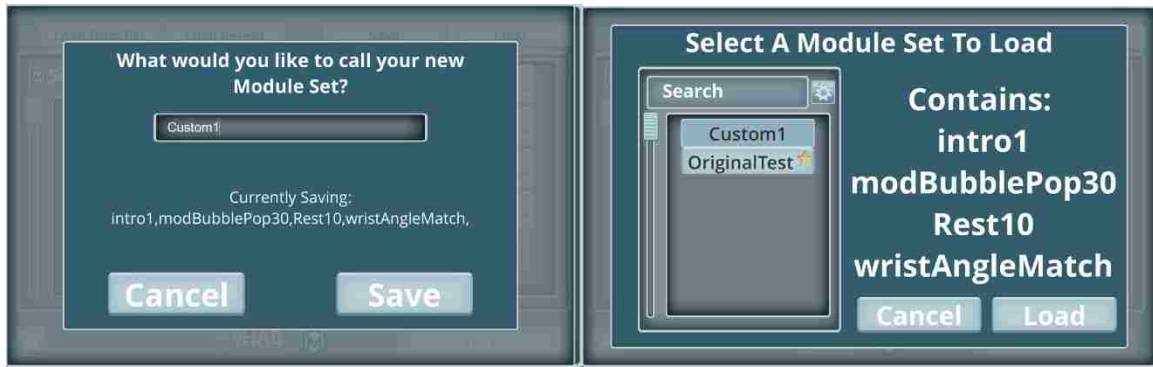 What would you like to call your new
Module Set?
Custom1
Currently Saving:
intro1,modBubblePop30,Rest10,wristAngleMatch,
Cancel
Save
Select A Module Set To Load
Search
Custom1
OriginalTest
Contains:
intro1
modBubblePop30
Rest10
wristAngleMatch
Cancel
Load